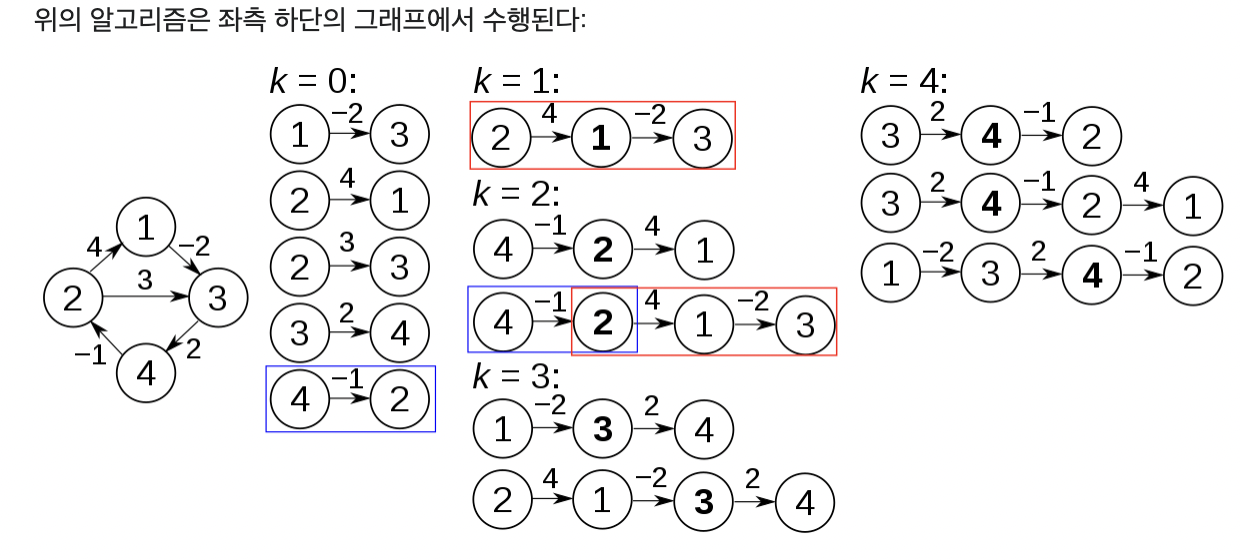 위의 알고리즘은 좌측 하단의 그래프에서 수행된다:
4 1 −2
2 3 3
−1 4 2
k = 0:
1 −2 3
2 4 1
2 3 3
3 2 4
4 −1 2
k = 1:
2 4 1 −2 3
k = 2:
4 −1 2 4 1
4 −1 2 4 1 −2 3
k = 3:
1 −2 3 2 4
2 4 1 −2 3 2 4
k = 4:
3 2 4 −1 2
3 2 4 −1 2 4 1
1 −2 3 2 4 −1 2